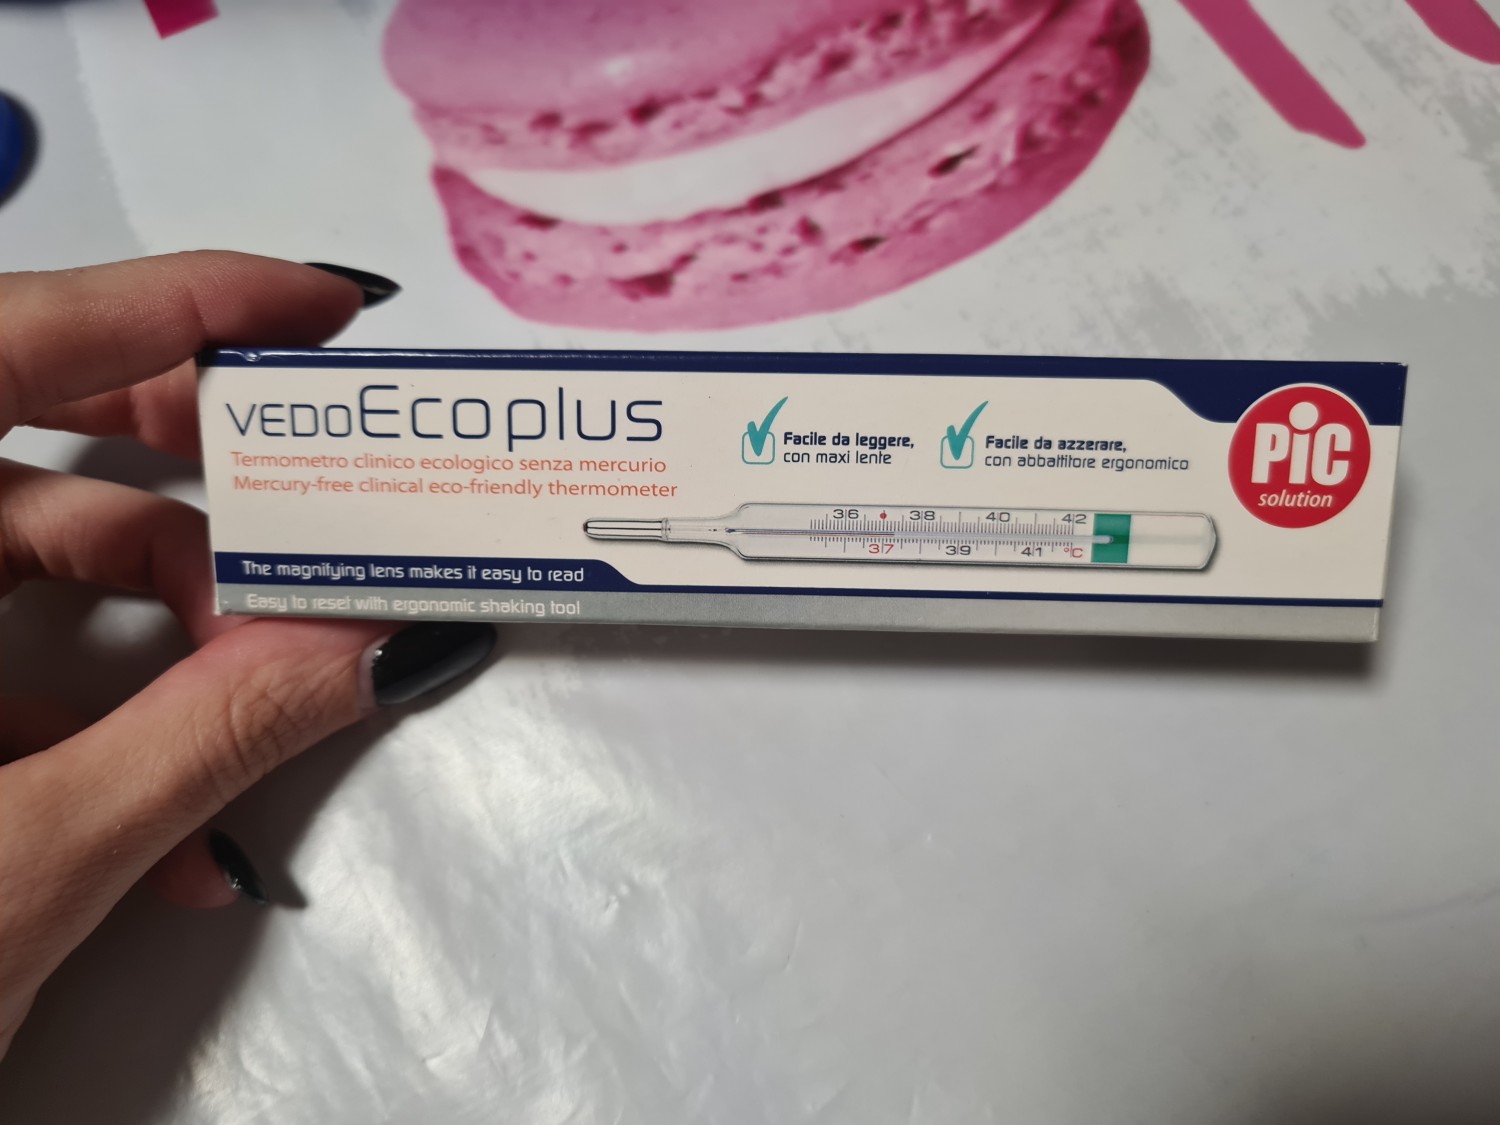 VEDOEcoplus
Termometro clinico ecologico senza mercurio
Mercury-free clinical eco-friendly thermometer
Facile da leggere,
con maxi lente
Facile da azzerare,
con abbattitore ergonomico
PiC
solution
36 38 40 42
37 39 41 °C
The magnifying lens makes it easy to read
Easy to reset with ergonomic shaking tool